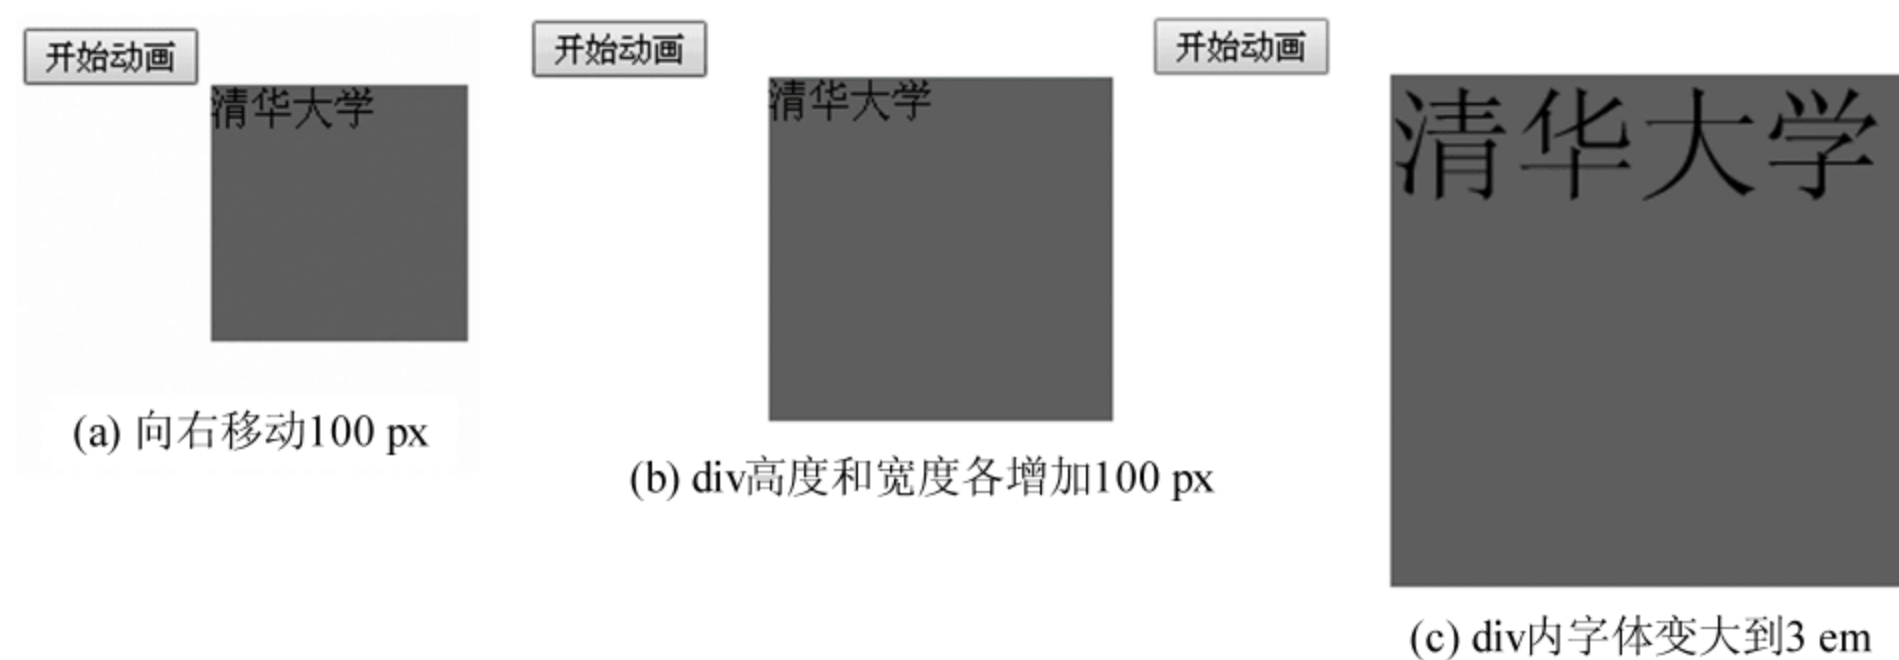 开始动画
清华大学
(a) 向右移动100 px
开始动画
清华大学
(b) div高度和宽度各增加100 px
开始动画
清华大学
(c) div内字体变大到3 em